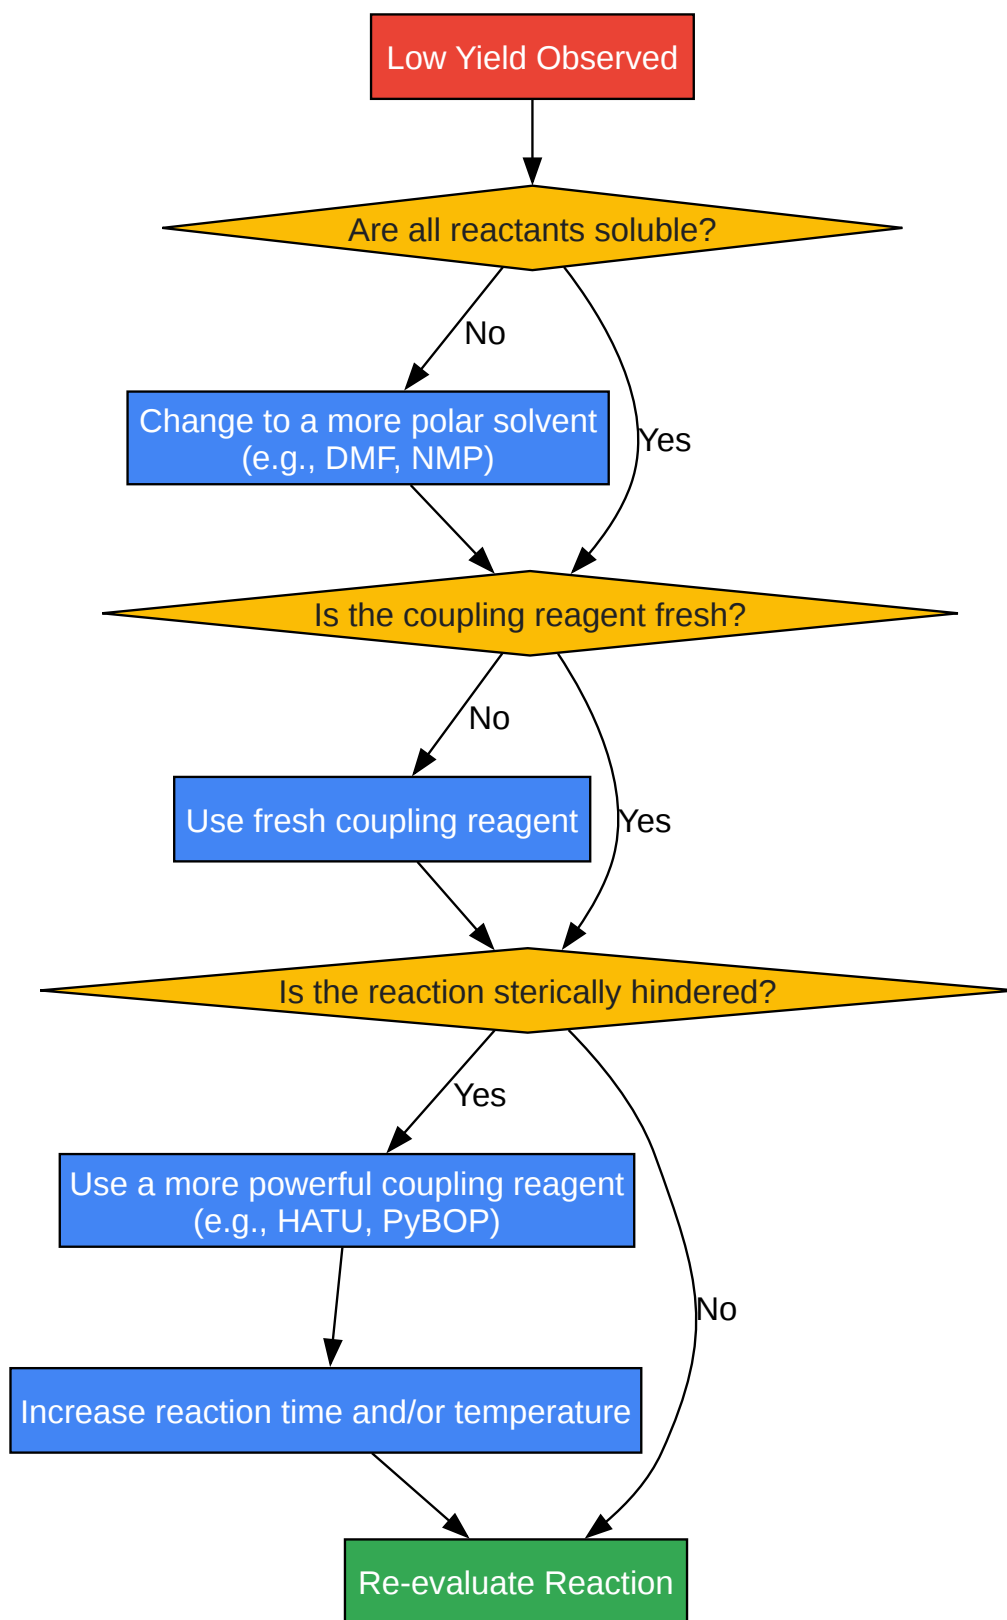 Low Yield Observed
Are all reactants soluble?
No
Change to a more polar solvent
(e.g., DMF, NMP)
Yes
Is the coupling reagent fresh?
No
Use fresh coupling reagent
Yes
Is the reaction sterically hindered?
Yes
Use a more powerful coupling reagent
(e.g., HATU, PyBOP)
No
Increase reaction time and/or temperature
Re-evaluate Reaction